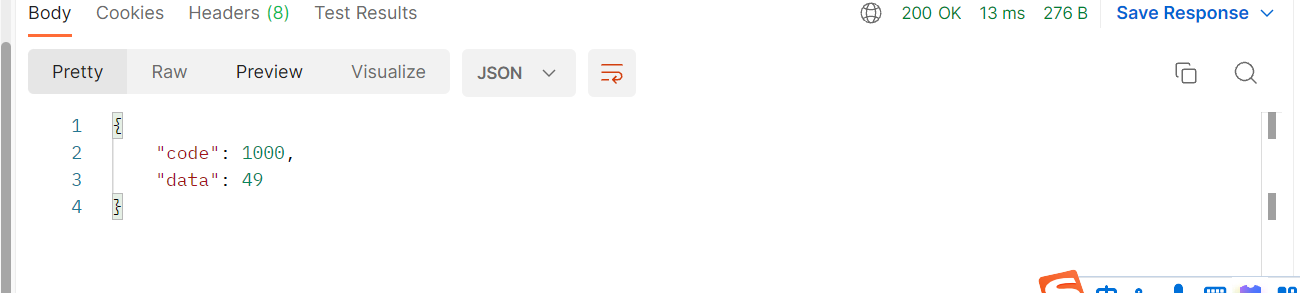 Body Cookies Headers (8) Test Results 200 OK 13 ms 276 B Save Response
Pretty Raw Preview Visualize JSON
1 {
2 "code": 1000,
3 "data": 49
4 }
中